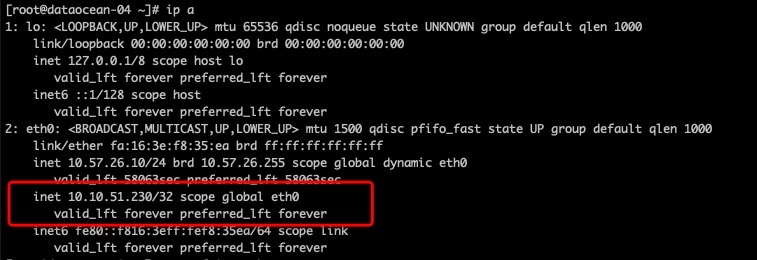 [root@dataocean-04 ~]# ip a
1: lo: <LOOPBACK,UP,LOWER_UP> mtu 65536 qdisc noqueue state UNKNOWN group default qlen 1000
    link/loopback 00:00:00:00:00:00 brd 00:00:00:00:00:00
    inet 127.0.0.1/8 scope host lo
       valid_lft forever preferred_lft forever
    inet6 ::1/128 scope host
       valid_lft forever preferred_lft forever
2: eth0: <BROADCAST,MULTICAST,UP,LOWER_UP> mtu 1500 qdisc pfifo_fast state UP group default qlen 1000
    link/ether fa:16:3e:f8:35:ea brd ff:ff:ff:ff:ff:ff
    inet 10.57.26.10/24 brd 10.57.26.255 scope global dynamic eth0
       valid_lft 58063sec preferred_lft 58063sec
    inet 10.10.51.230/32 scope global eth0
       valid_lft forever preferred_lft forever
    inet6 fe80::f816:3eff:fef8:35ea/64 scope link